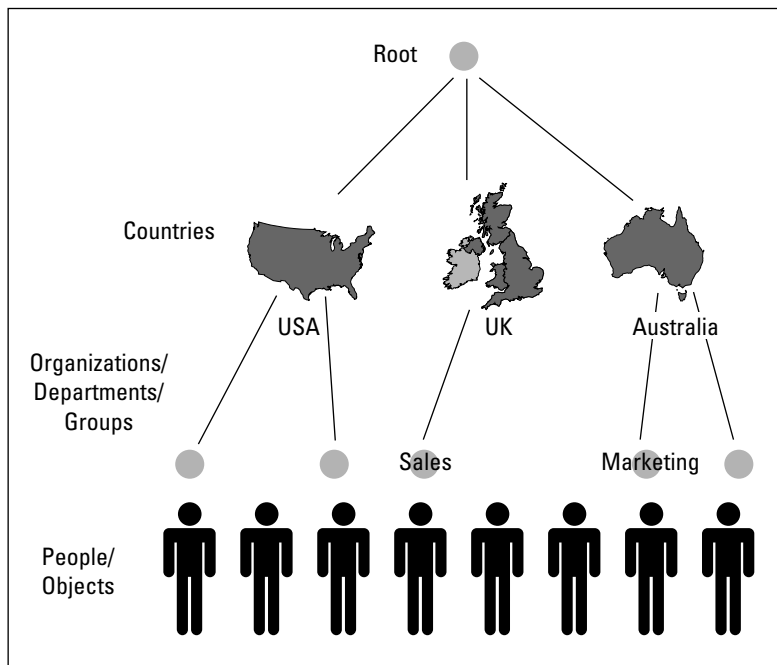 Root
Countries
USA
UK
Australia
Organizations/
Departments/
Groups
Sales
Marketing
People/
Objects